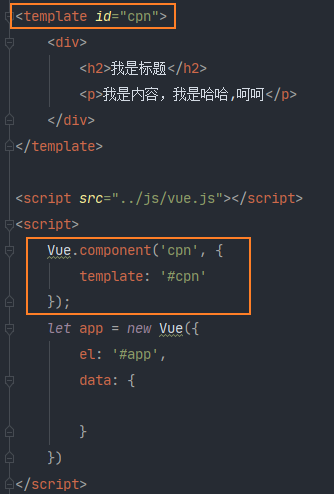 <template id="cpn">
<div>
<h2>我是标题</h2>
<p>我是内容，我是哈哈,呵呵</p>
</div>
</template>
<script src="../js/vue.js"></script>
<script>
Vue.component('cpn', {
template: '#cpn'
});
let app = new Vue({
el: '#app',
data: {
}
})
</script>